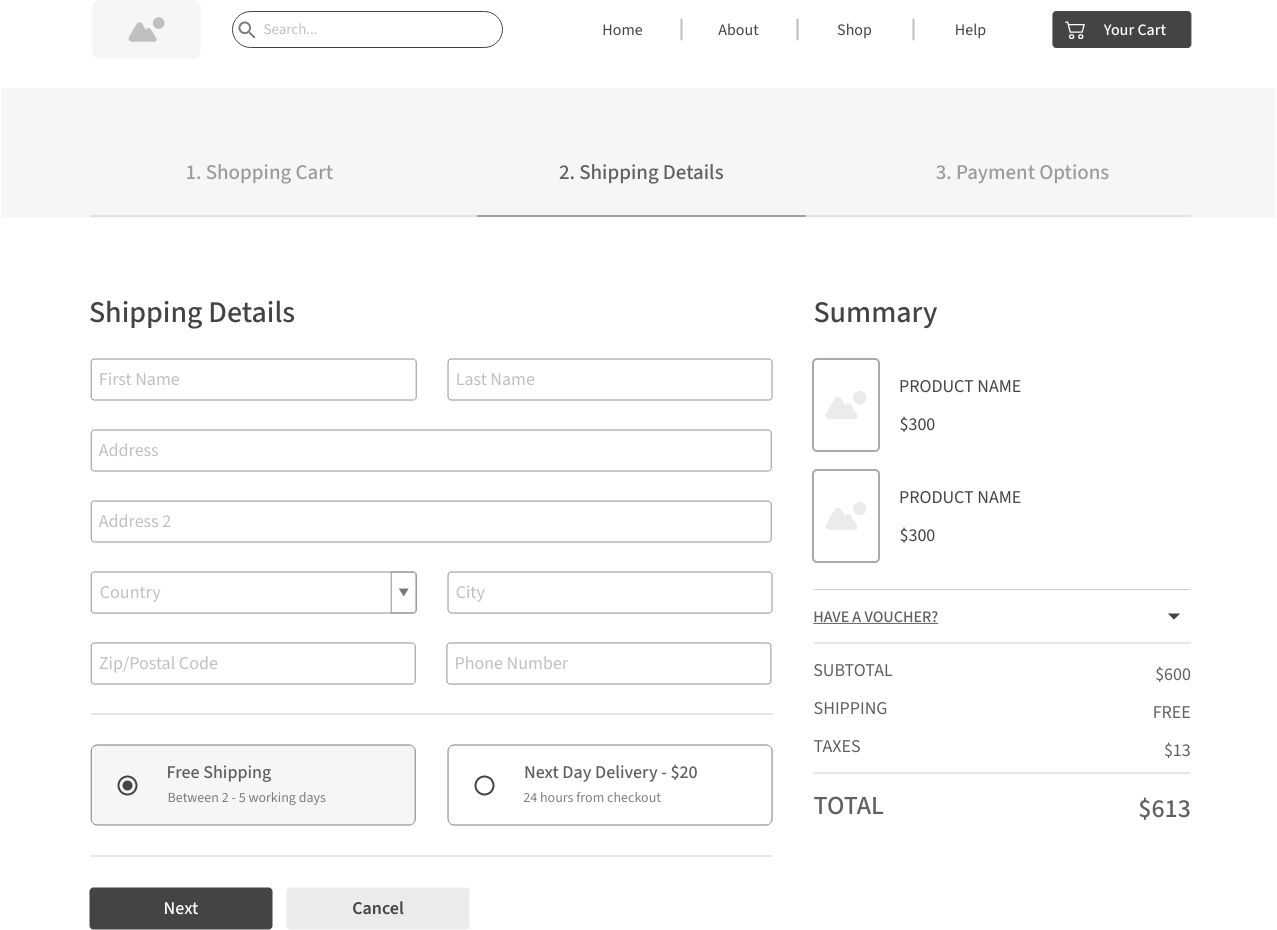 Search...
Home
About
Shop
Help
Your Cart
1. Shopping Cart
2. Shipping Details
3. Payment Options
Shipping Details
First Name
Last Name
Address
Address 2
Country
City
Zip/Postal Code
Phone Number
Free Shipping
Between 2 - 5 working days
Next Day Delivery - $20
24 hours from checkout
Next
Cancel
Summary
PRODUCT NAME
$300
PRODUCT NAME
$300
HAVE A VOUCHER?
SUBTOTAL $600
SHIPPING FREE
TAXES $13
TOTAL $613